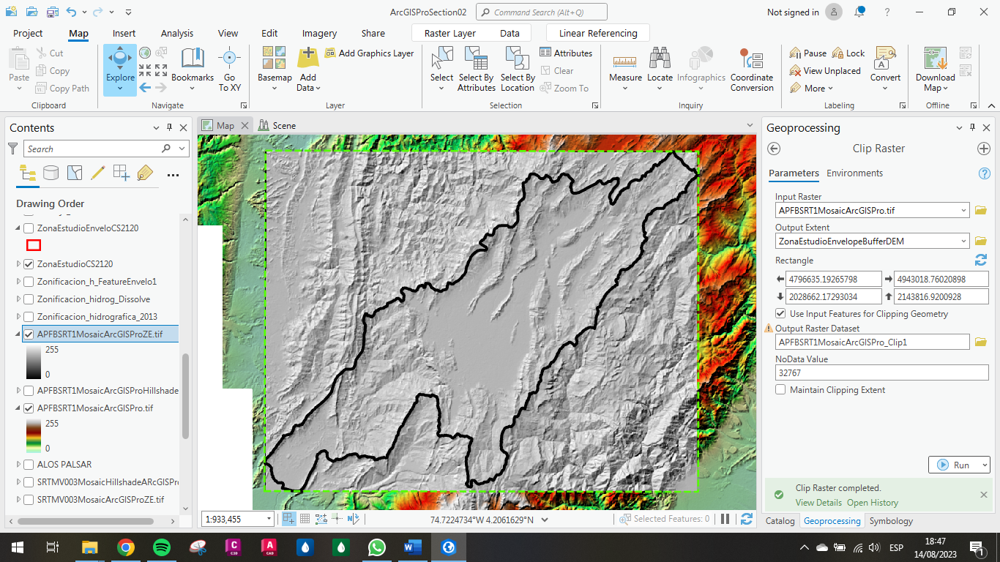 ArcGISProSection02
Command Search (Alt+Q)
Not signed in
?
Project Map Insert Analysis View Edit Imagery Share Raster Layer Data Linear Referencing
Paste
Cut
Copy
Copy Path
Clipboard
Explore
Bookmarks
Go
To XY
Navigate
Basemap
Add
Data
Add Graphics Layer
Layer
Select
Select By
Attributes
Select By
Location
Attributes
Clear
Zoom To
Selection
Measure
Locate
Infographics
Coordinate
Conversion
Inquiry
Pause
Lock
View Unplaced
More
Convert
Labeling
Download
Map
Offline
Contents
Search
Drawing Order
ZonaEstudioEnveloCS2120
ZonaEstudioCS2120
Zonificacion_h_FeatureEnvelo1
Zonificacion_hidrog_Dissolve
Zonificacion_hidrografica_2013
APFBSRT1MosaicArcGISProZE.tif
255
0
APFBSRT1MosaicArcGISProHillshade
APFBSRT1MosaicArcGISPro.tif
255
0
ALOS PALSAR
SRTMV003MosaicHillshadeARcGISPr
SRTMV003MosaicArcGISProZE.tif
Map
Scene
1:933,455
74.7224734°W 4.2061629°N
Selected Features: 0
Geoprocessing
Clip Raster
Parameters Environments
?
Input Raster
APFBSRT1MosaicArcGISPro.tif
Output Extent
ZonaEstudioEnvelopeBufferDEM
Rectangle
4796635.19265798
4943018.76020898
2028662.17293034
2143816.9200928
Use Input Features for Clipping Geometry
Output Raster Dataset
APFBSRT1MosaicArcGISPro_Clip1
NoData Value
32767
Maintain Clipping Extent
Run
Clip Raster completed.
View Details Open History
Catalog Geoprocessing Symbology
ESP
18:47
14/08/2023
1